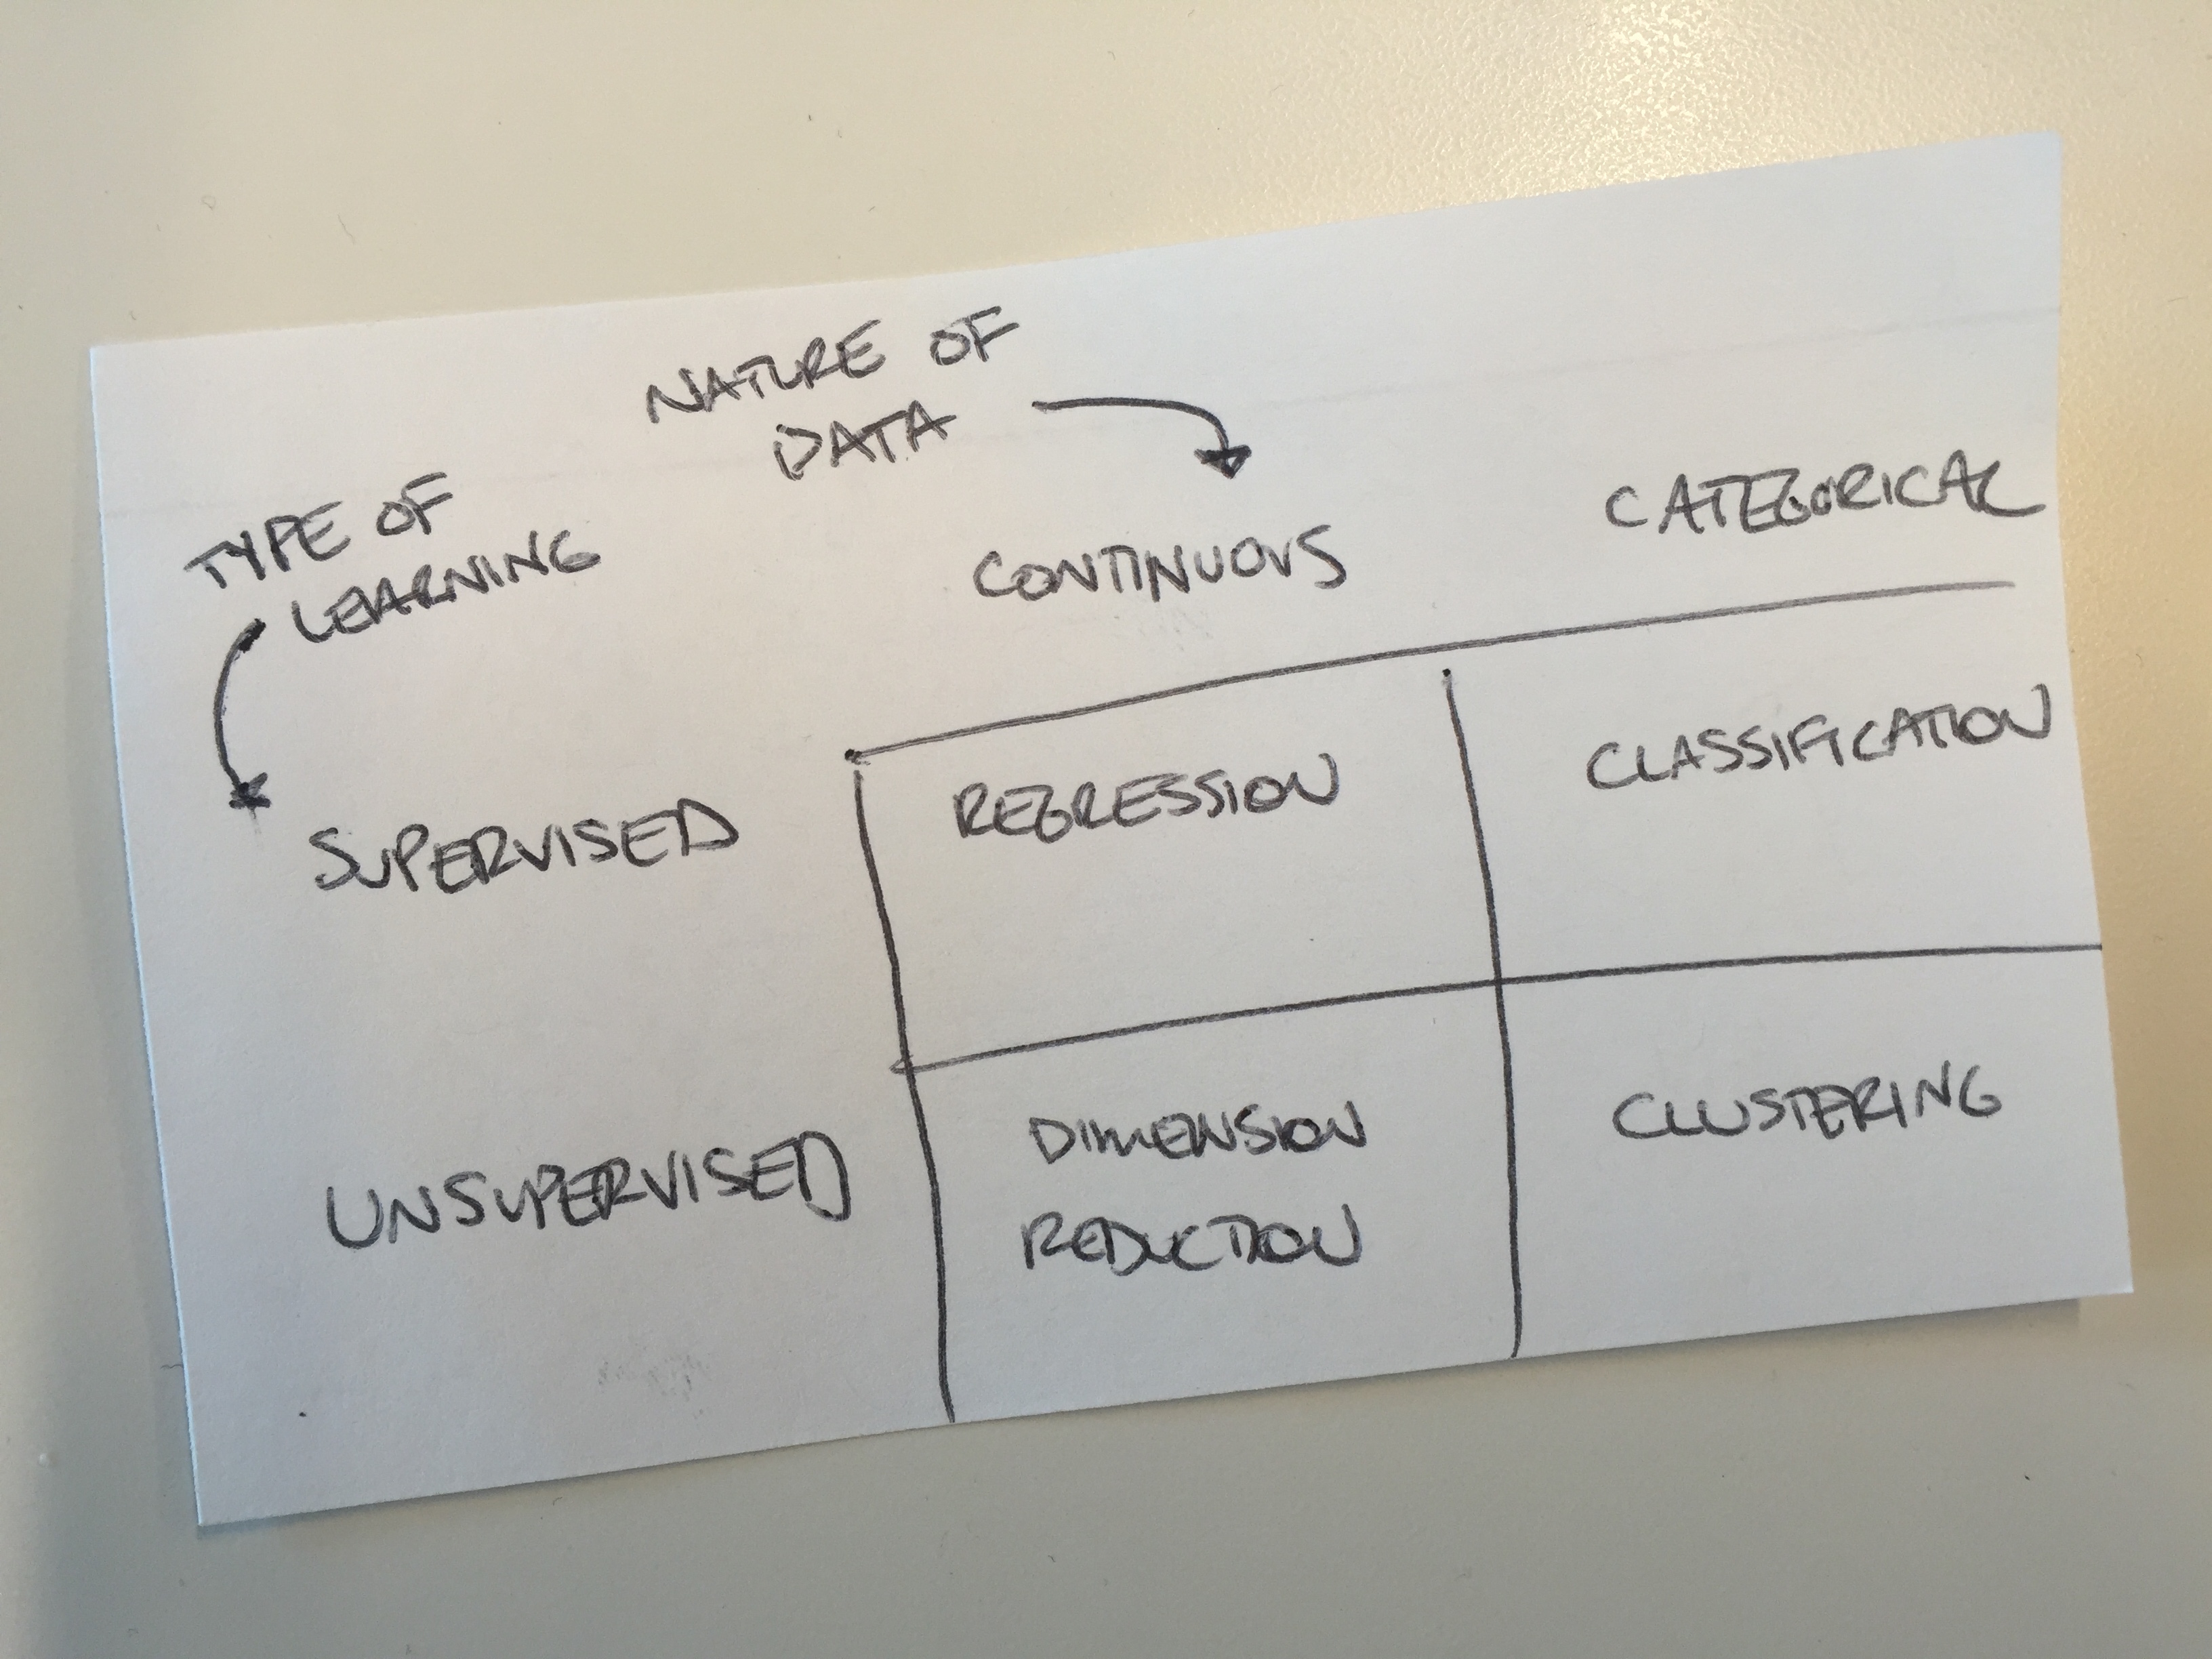 NATURE OF
DATA
TYPE OF
LEARNING
CONTINUOUS
CATEGORICAL
SUPERVISED
REGRESSION
CLASSIFICATION
UNSUPERVISED
DIMENSION
REDUCTION
CLUSTERING